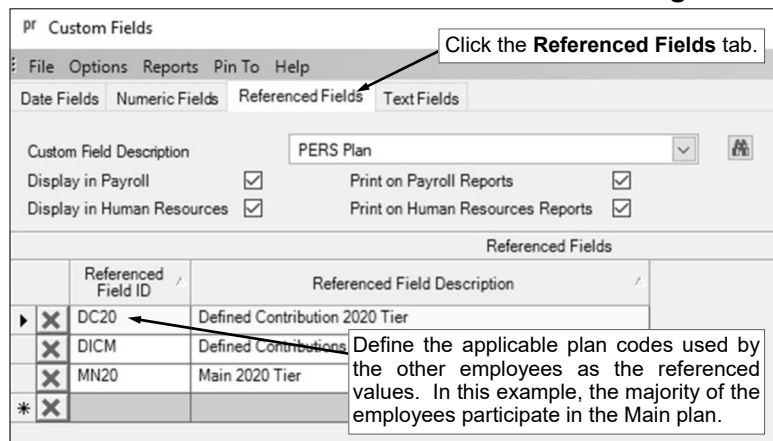 pr Custom Fields
Click the Referenced Fields tab.
File Options Reports Pin To Help
Date Fields Numeric Fields Referenced Fields Text Fields
Custom Field Description PERS Plan
Display in Payroll Print on Payroll Reports
Display in Human Resources Print on Human Resources Reports
Referenced Fields
Referenced Field ID Referenced Field Description
DC20 Defined Contribution 2020 Tier
DICM Defined Contributions
MN20 Main 2020 Tier
Define the applicable plan codes used by
the other employees as the referenced
values. In this example, the majority of the
employees participate in the Main plan.